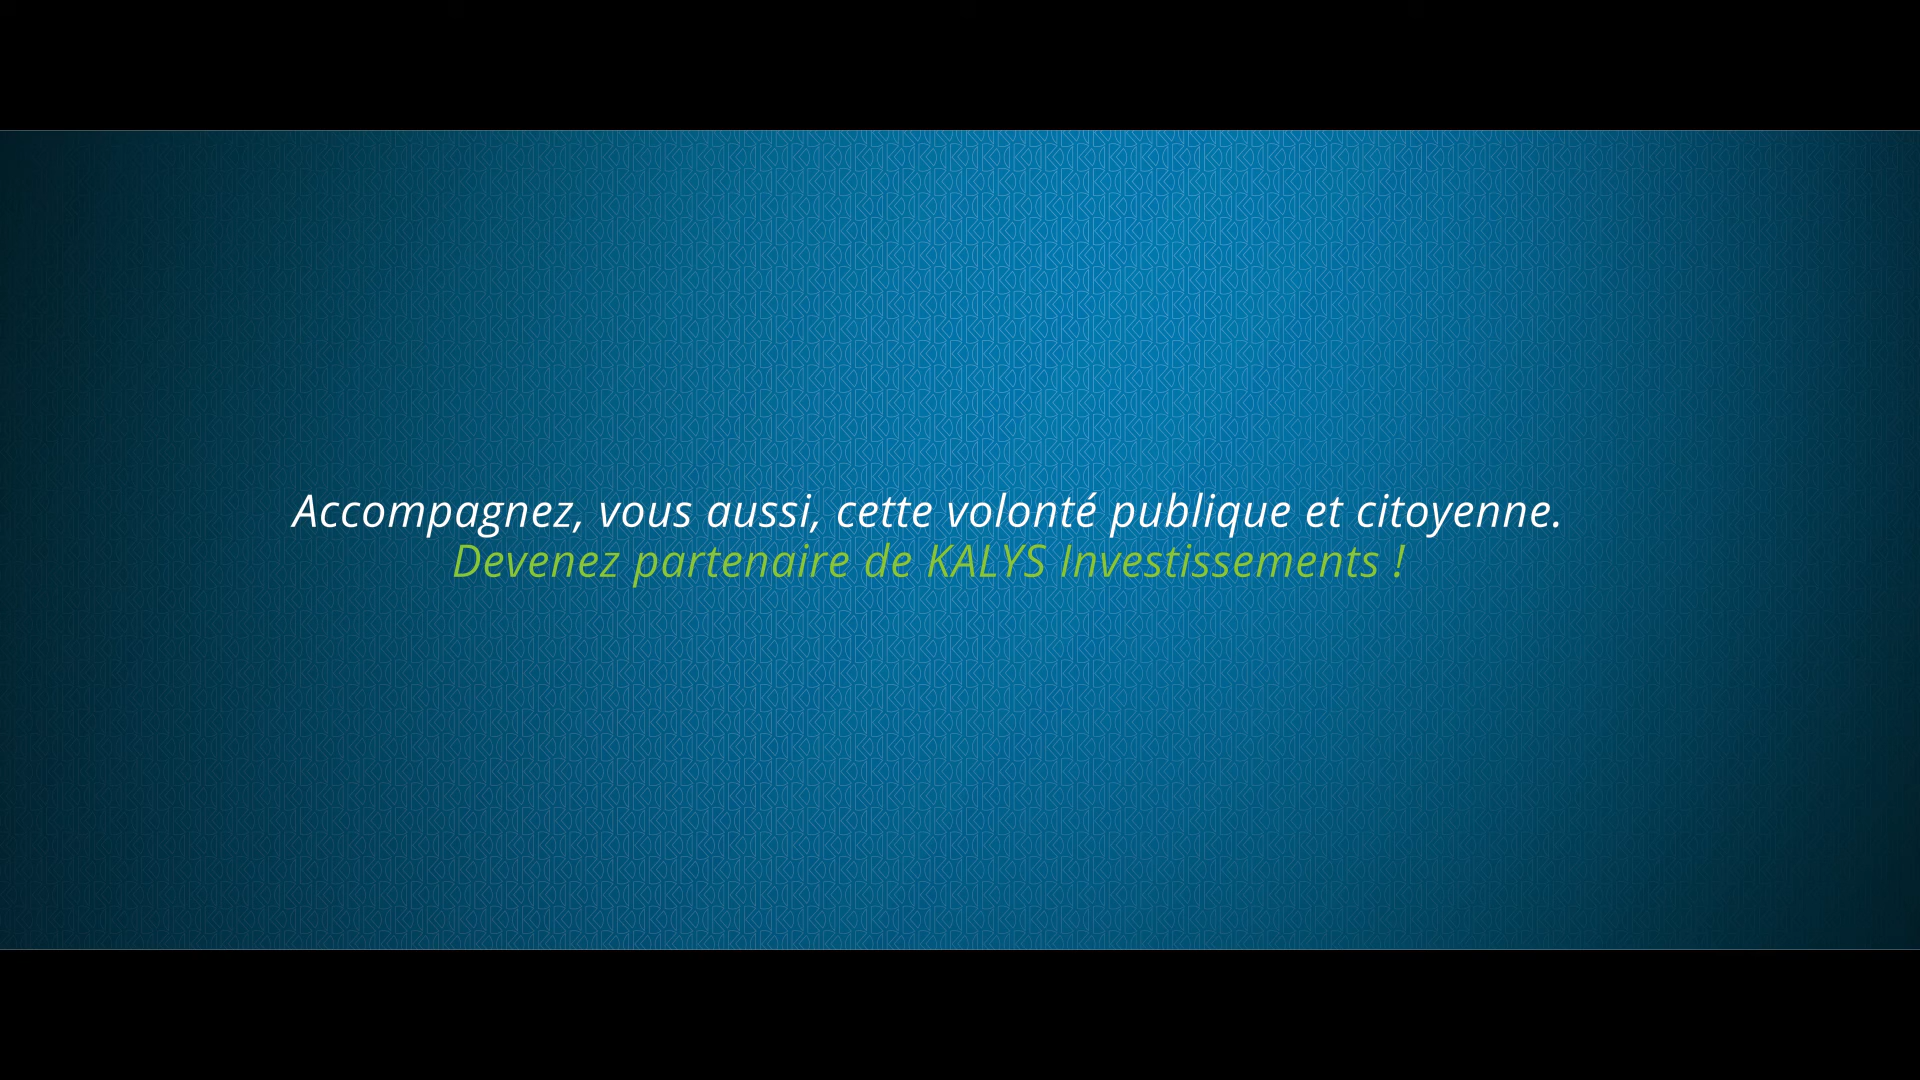 Accompagnez, vous aussi, cette volonté publique et citoyenne.
Devenez partenaire de KALYS Investissements !